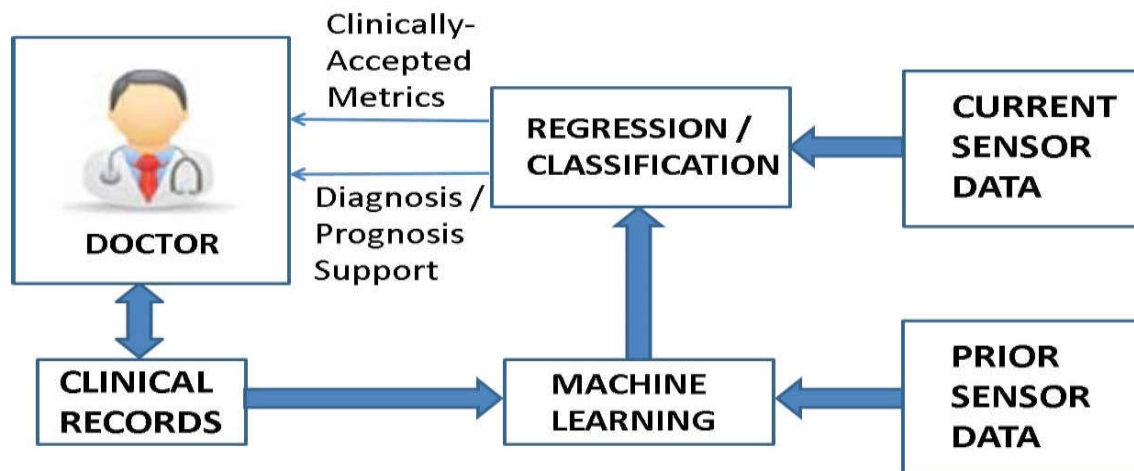 Clinically-
Accepted
Metrics
DOCTOR
Diagnosis /
Prognosis
Support
REGRESSION /
CLASSIFICATION
CURRENT
SENSOR
DATA
CLINICAL
RECORDS
MACHINE
LEARNING
PRIOR
SENSOR
DATA